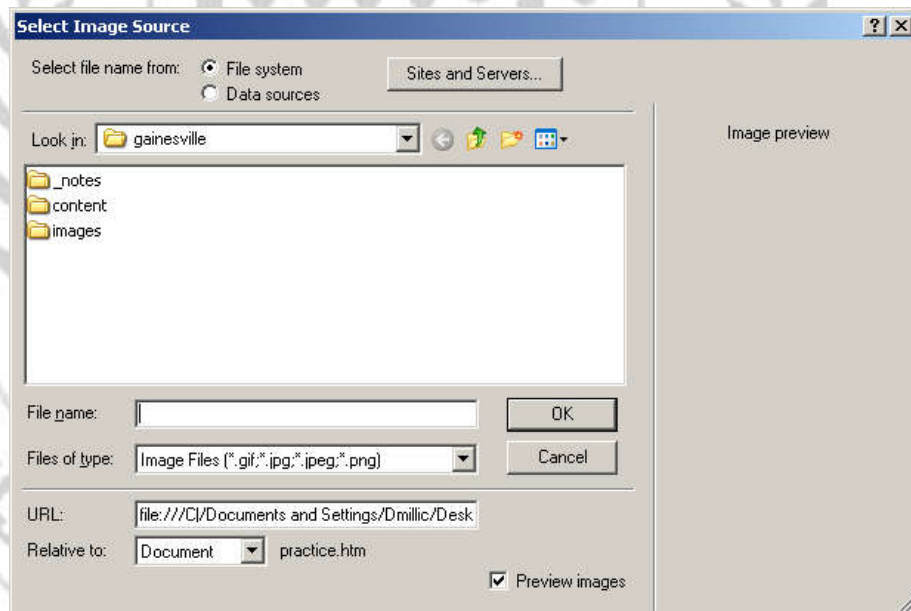 Select Image Source
Select file name from: File system Sites and Servers...
Data sources
Look in: gainesville
Image preview
_notes
content
images
File name: OK
Files of type: Image Files (*.gif;*.jpg;*.jpeg;*.png) Cancel
URL: file:///C|/Documents and Settings/Dmillic/Desk
Relative to: Document practice.htm
Preview images